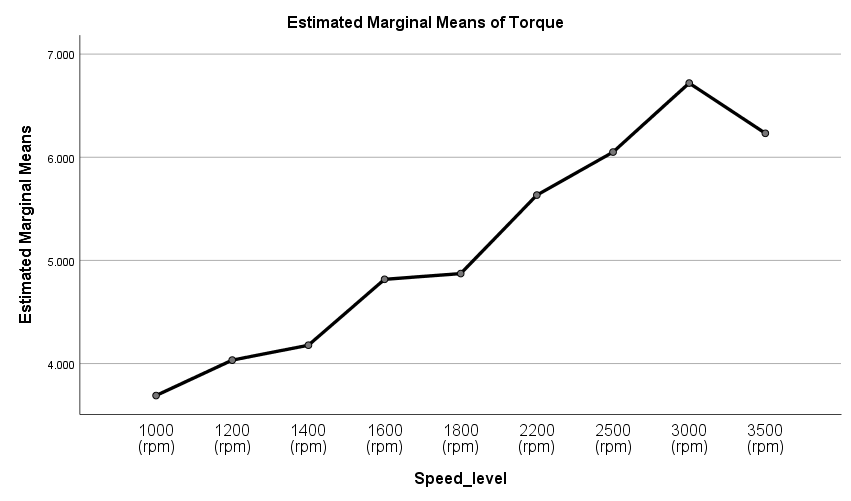 Estimated Marginal Means of Torque
7.000
6.000
5.000
4.000
Estimated Marginal Means
1000 1200 1400 1600 1800 2200 2500 3000 3500
(rpm) (rpm) (rpm) (rpm) (rpm) (rpm) (rpm) (rpm) (rpm)
Speed_level